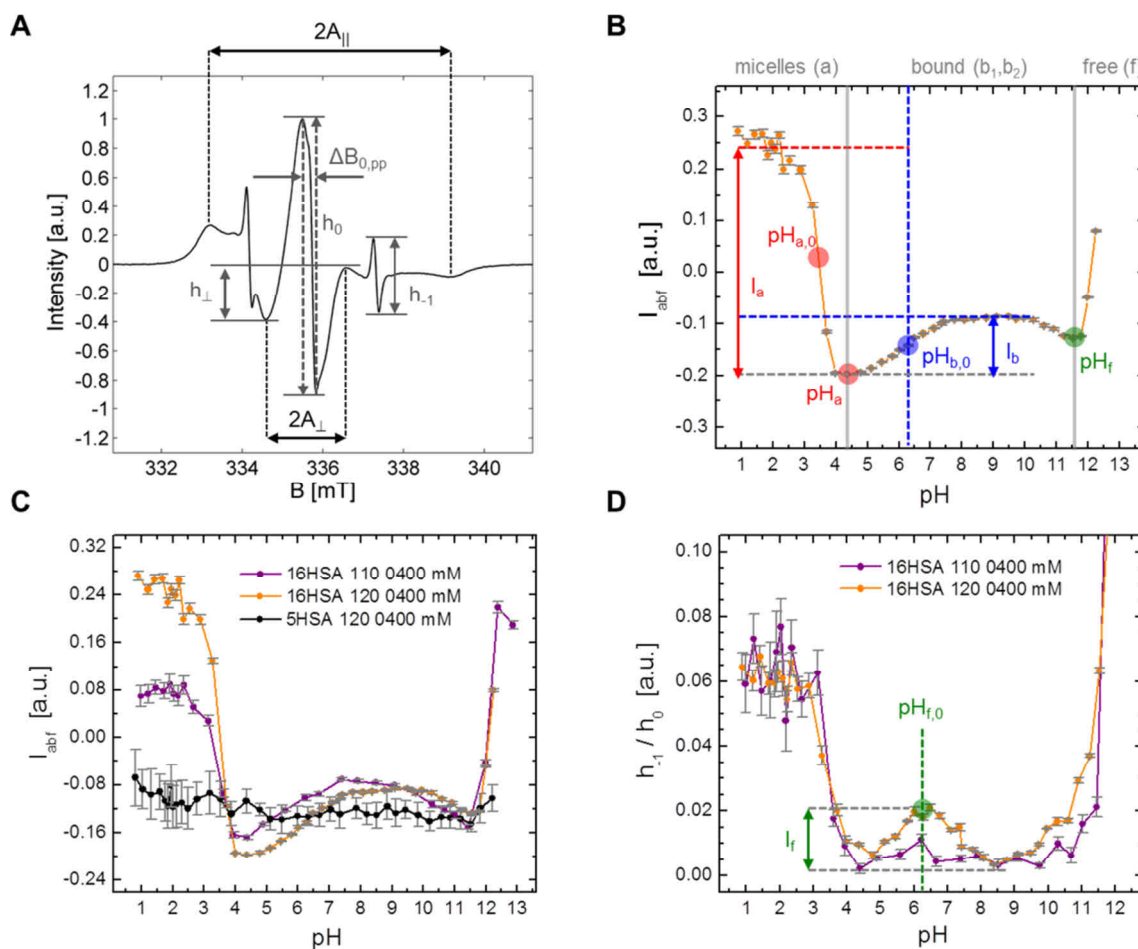 A
2A||
1.2
1
0.8
0.6
0.4
0.2
0
-0.2
-0.4
-0.6
-0.8
-1
-1.2
Intensity [a.u.]
ΔB0,pp
h0
h⊥
h-1
2A⊥
332
334
336
338
340
B [mT]
B
micelles (a)
bound (b1,b2)
free (f
0.3
0.2
0.1
0.0
-0.1
-0.2
-0.3
Iabf [a.u.]
pHa,0
Ia
pHa
pHb,0
Ib
pHf
1 2 3 4 5 6 7 8 9 10 11 12 13
pH
C
0.32
0.24
0.16
0.08
0.00
-0.08
-0.16
-0.24
Iabf [a.u.]
16HSA 110 0400 mM
16HSA 120 0400 mM
5HSA 120 0400 mM
1 2 3 4 5 6 7 8 9 10 11 12 13
pH
D
0.10
0.08
0.06
0.04
0.02
0.00
h-1 / h0 [a.u.]
16HSA 110 0400 mM
16HSA 120 0400 mM
pHf,0
If
1 2 3 4 5 6 7 8 9 10 11 12
pH